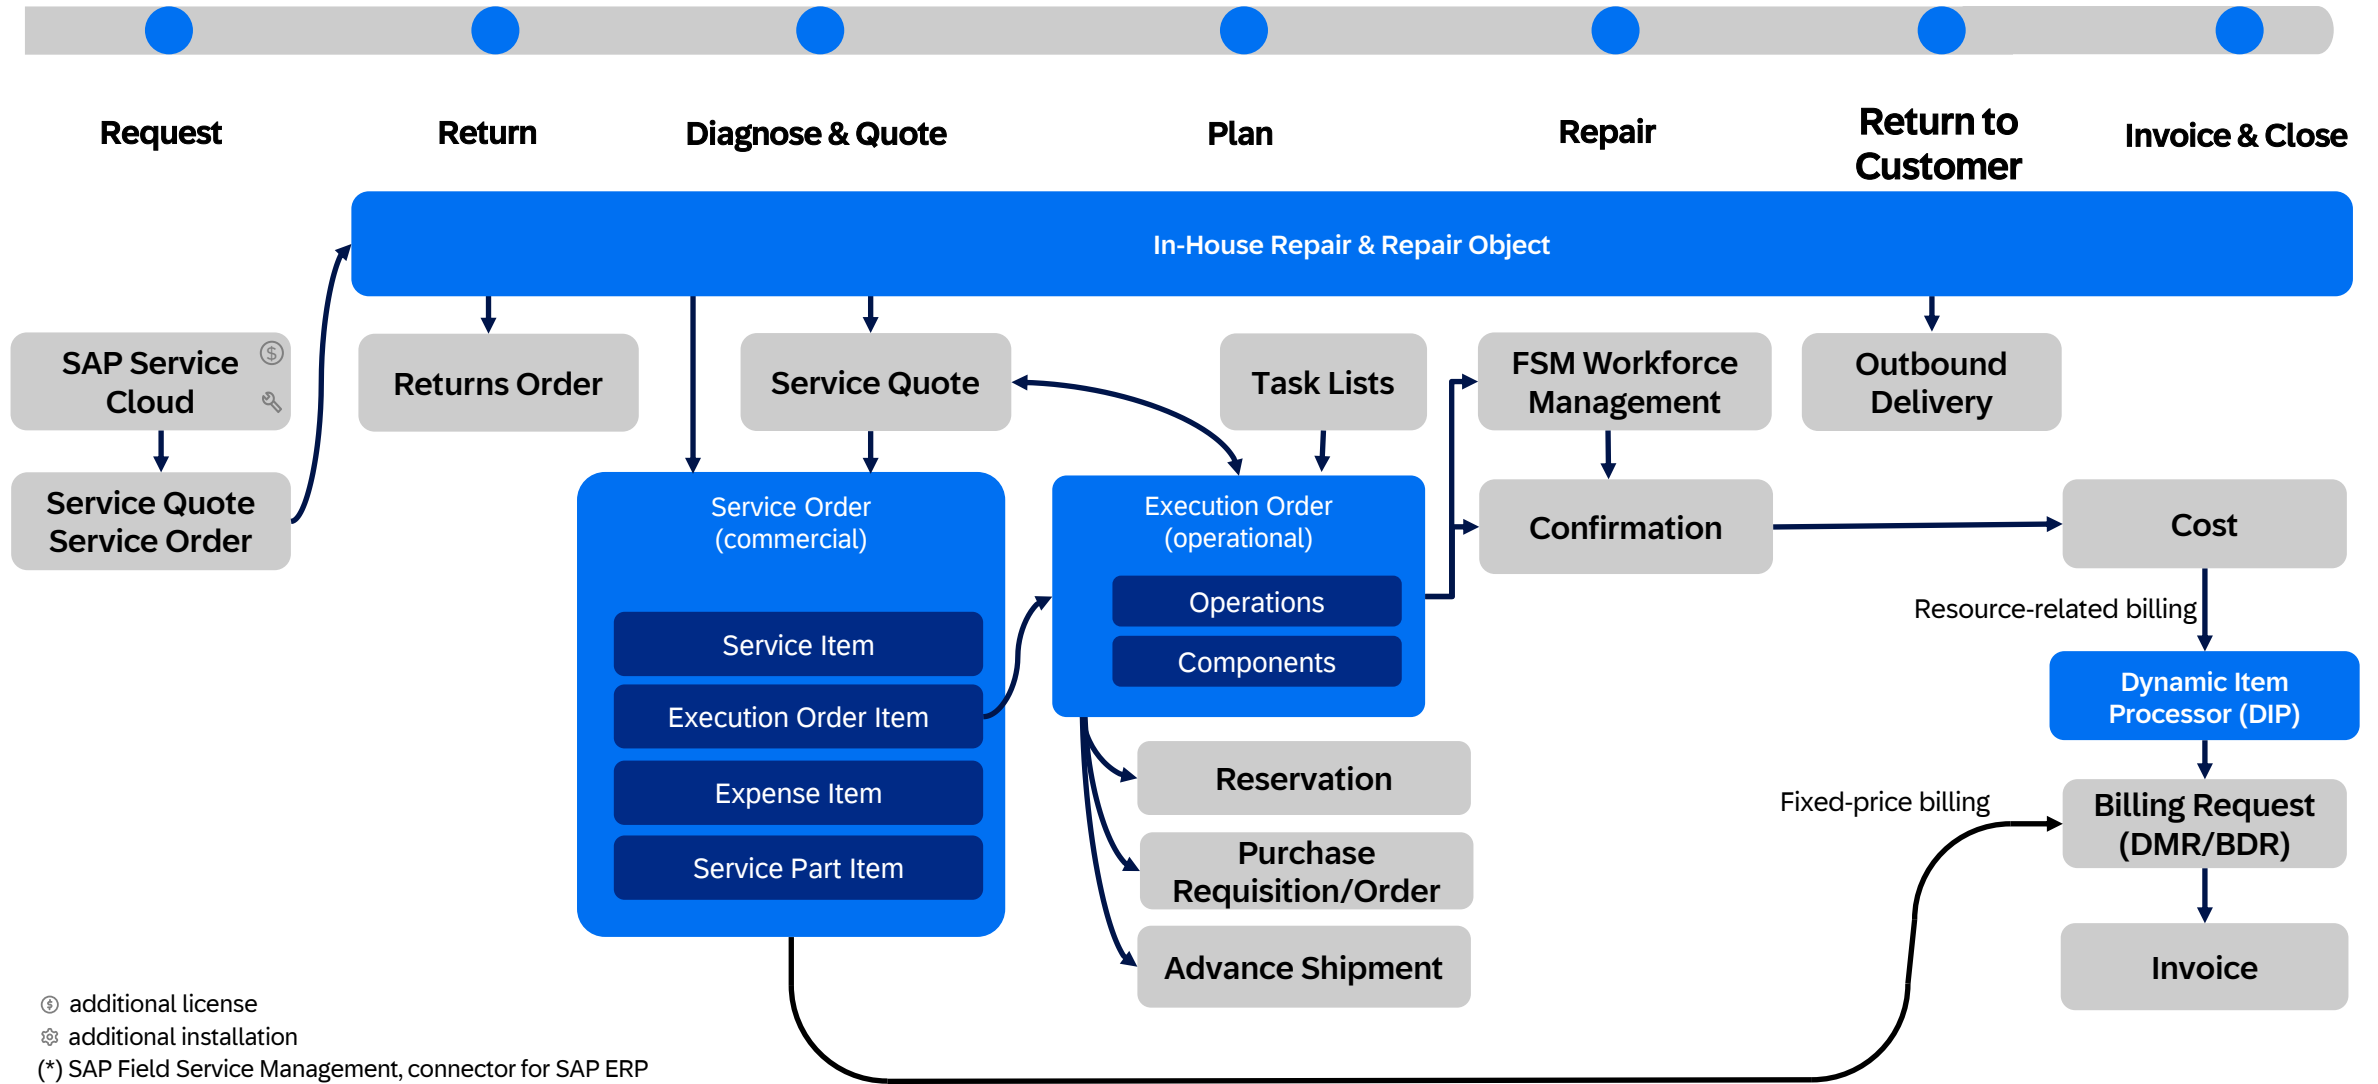 Request
Return
Diagnose & Quote
Plan
Repair
Return to
Customer
Invoice & Close
In-House Repair & Repair Object
SAP Service
Cloud
$
Service Quote
Service Order
Returns Order
Service Quote
Task Lists
FSM Workforce
Management
Outbound
Delivery
Service Order
(commercial)
Service Item
Execution Order Item
Expense Item
Service Part Item
Execution Order
(operational)
Operations
Components
Confirmation
Cost
Resource-related billing
Dynamic Item
Processor (DIP)
Reservation
Purchase
Requisition/Order
Advance Shipment
Fixed-price billing
Billing Request
(DMR/BDR)
Invoice
$ additional license
additional installation
(*) SAP Field Service Management, connector for SAP ERP